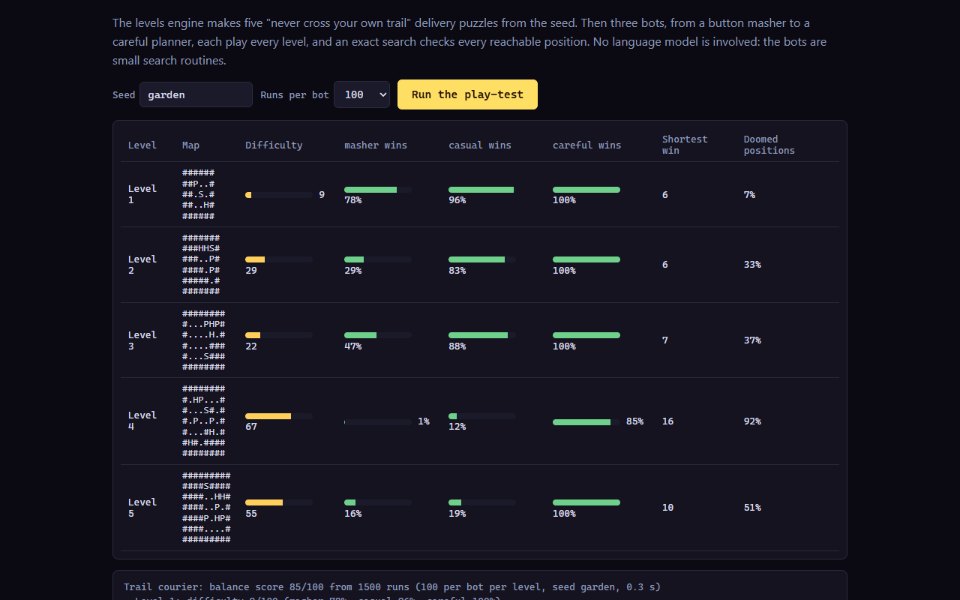 The levels engine makes five "never cross your own trail" delivery puzzles from the seed. Then three bots, from a button masher to a
careful planner, each play every level, and an exact search checks every reachable position. No language model is involved: the bots are
small search routines.
Seed garden Runs per bot 100 Run the play-test
Level Map Difficulty masher wins casual wins careful wins Shortest win Doomed positions
Level 1
######
##P..#
##.S.#
##..H#
######
9 78% 96% 100% 6 7%
Level 2
#######
###HHS#
###..P#
####.P#
#####.#
#######
29 29% 83% 100% 6 33%
Level 3
########
#...PHP#
#....H.#
#....###
#...S###
########
22 47% 88% 100% 7 37%
Level 4
########
#.HP...#
#...S.#
#.P..P.#
#...#H.#
#H#.####
########
67 1% 12% 85% 16 92%
Level 5
#########
####S####
####..HH#
####..P.#
####P.HP#
####....#
#########
55 16% 19% 100% 10 51%
Trail courier: balance score 85/100 from 1500 runs (100 per bot per level, seed garden, 0.3 s)